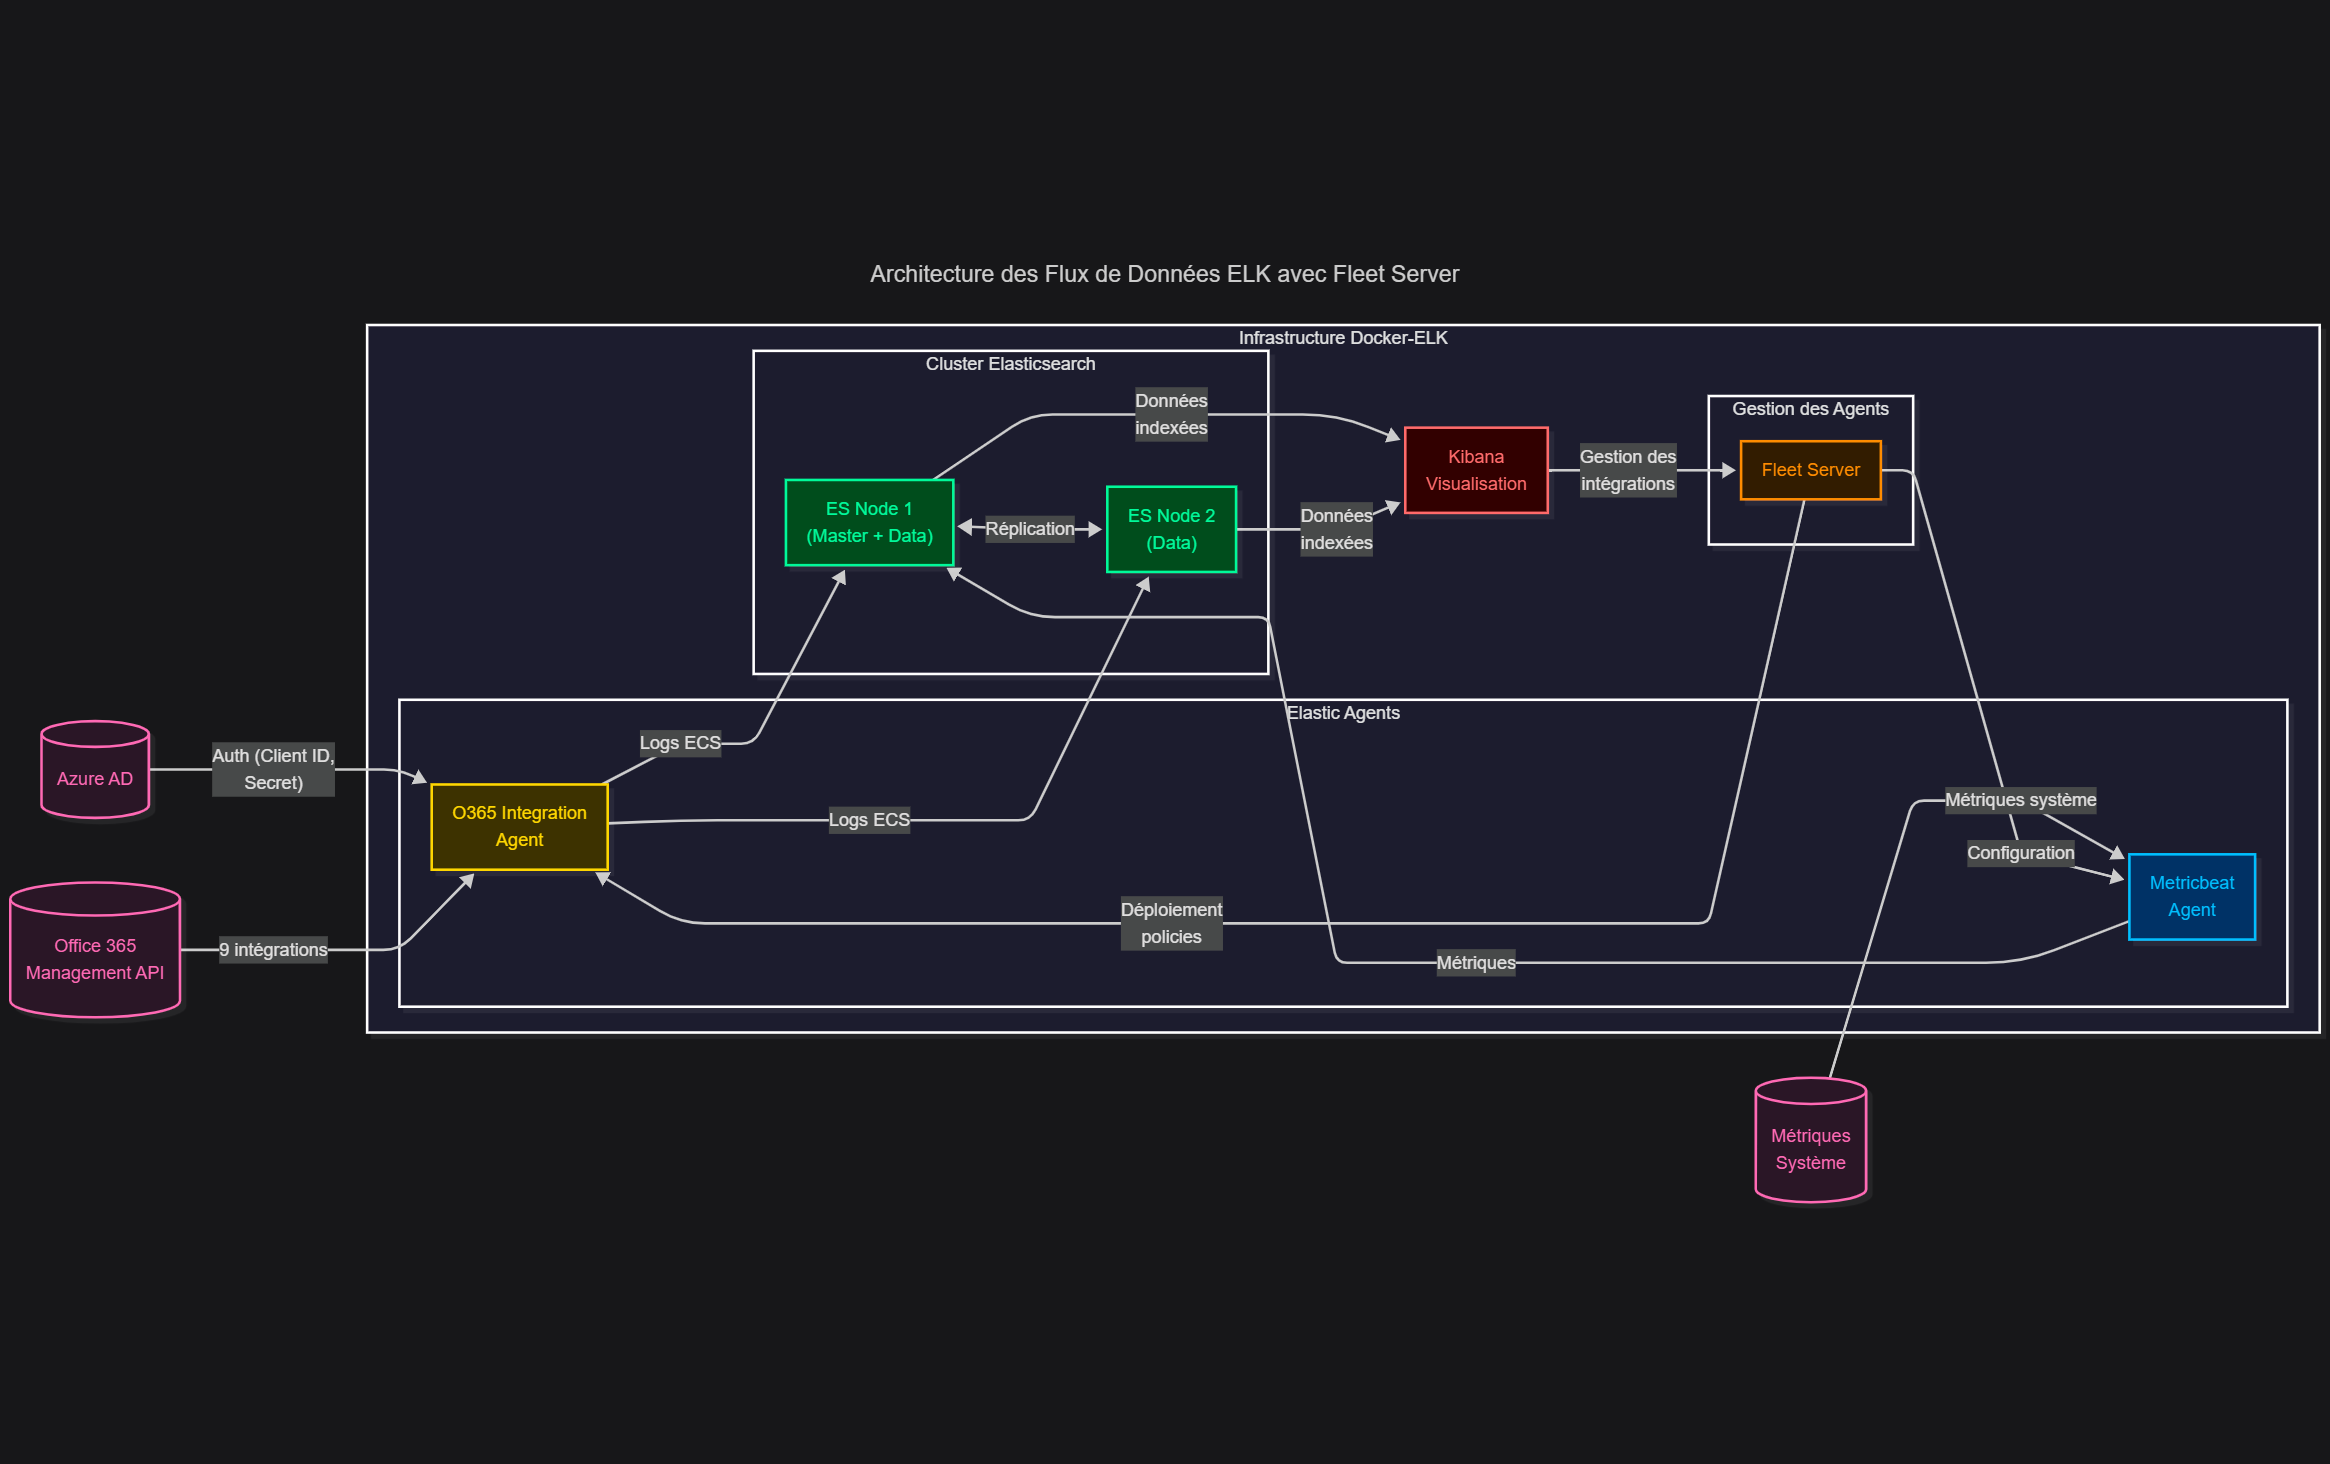 Architecture des Flux de Données ELK avec Fleet Server
Infrastructure Docker-ELK
Cluster Elasticsearch
Données
indexées
Gestion des Agents
Kibana
Visualisation
Gestion des
intégrations
Fleet Server
ES Node 1
(Master + Data)
Réplication
ES Node 2
(Data)
Données
indexées
Elastic Agents
Logs ECS
Azure AD
Auth (Client ID,
Secret)
O365 Integration
Agent
Logs ECS
Métriques système
Configuration
Metricbeat
Agent
Déploiement
policies
Office 365
Management API
9 intégrations
Métriques
Métriques
Système